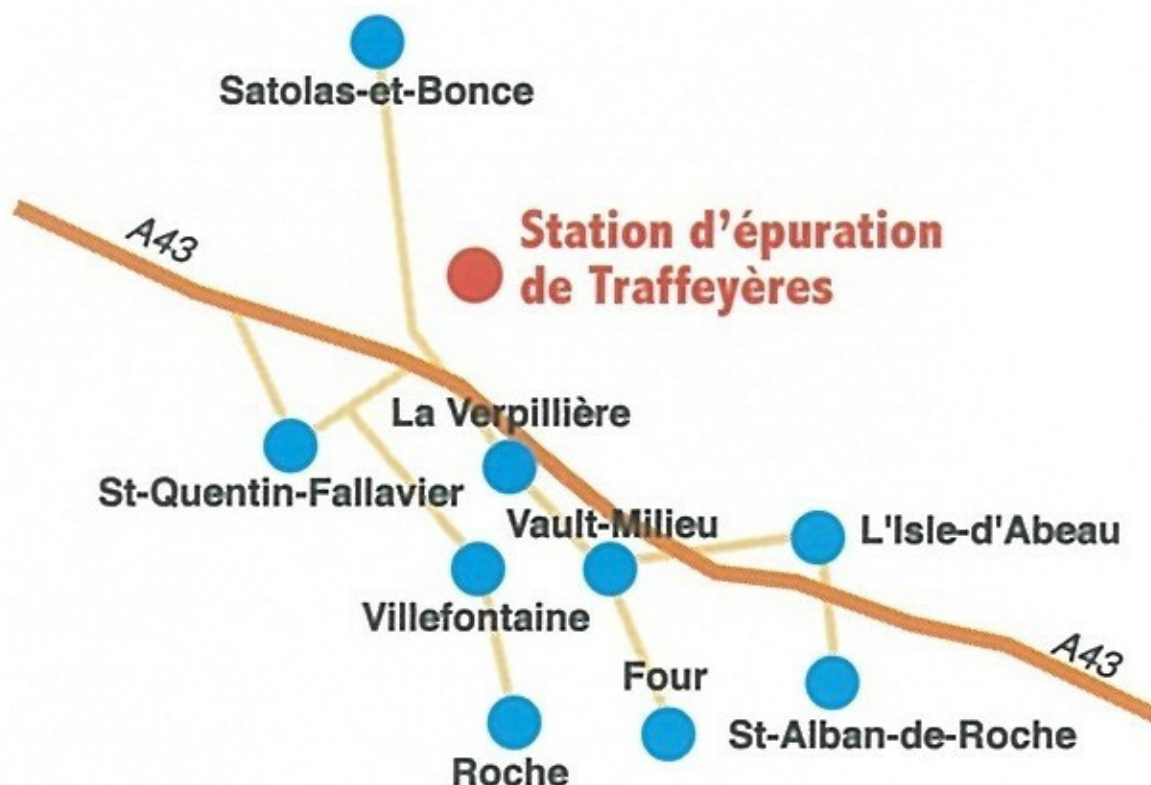 Satolas-et-Bonce
A43
Station d'épuration
de Traffeyères
La Verpillière
St-Quentin-Fallavier
Vault-Milieu
L'Isle-d'Abeau
Villefontaine
Four
A43
St-Alban-de-Roche
Roche